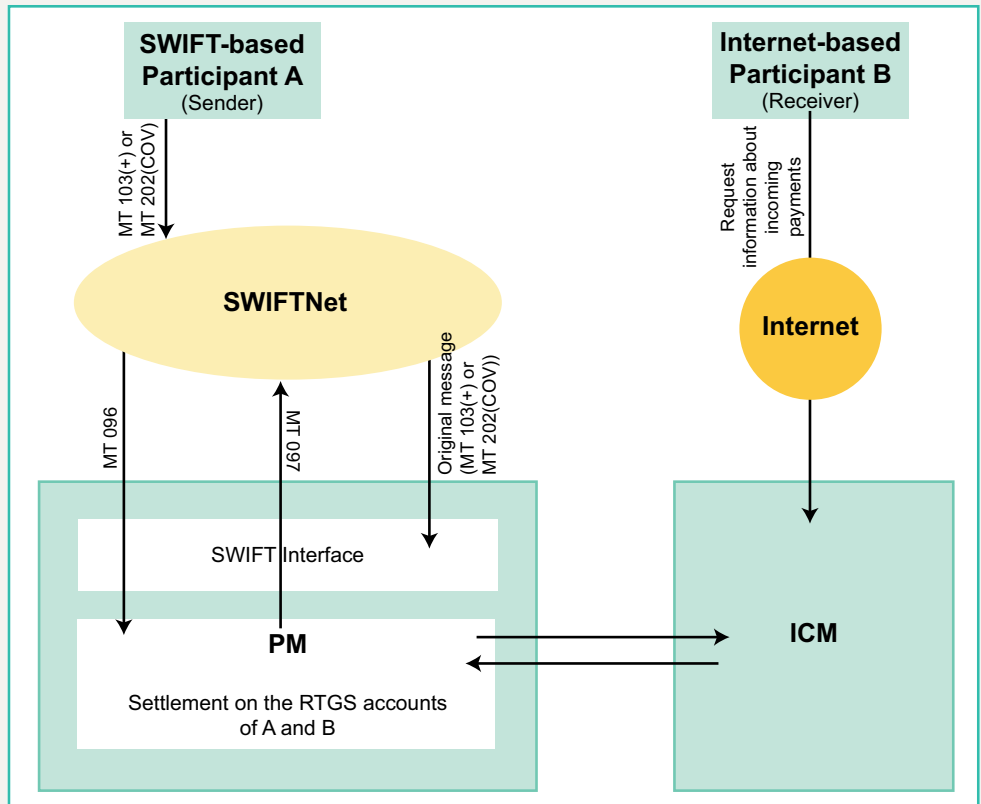 SWIFT-based
Participant A
(Sender)
Internet-based
Participant B
(Receiver)
MT 103(+) or
MT 202(COV)
Request
information about
incoming
payments
SWIFTNet
Internet
MT 096
MT 097
Original message
(MT 103(+) or
MT 202(COV))
SWIFT Interface
PM
Settlement on the RTGS accounts
of A and B
ICM